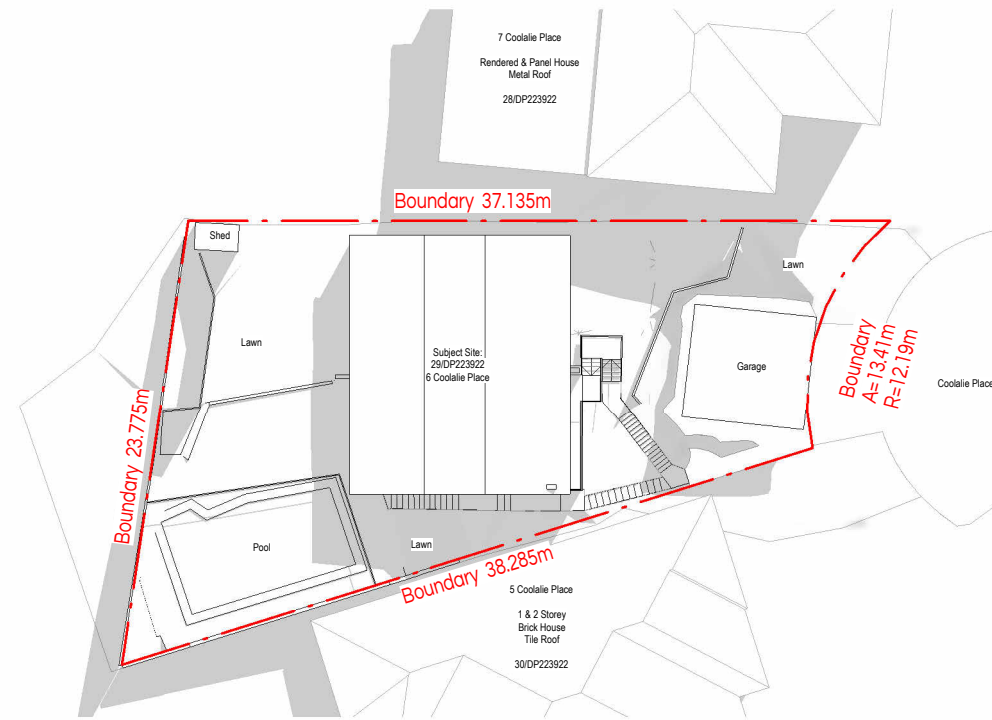 7 Coolalie Place
Rendered & Panel House
Metal Roof
28/DP223922
Boundary 37.135m
Shed
Lawn
Lawn
Subject Site:
29/DP223922
6 Coolalie Place
Garage
Boundary
A=13.41m
R=12.19m
Coolalie Place
Boundary 23.775m
Pool
Lawn
Boundary 38.285m
5 Coolalie Place
1 & 2 Storey
Brick House
Tile Roof
30/DP223922